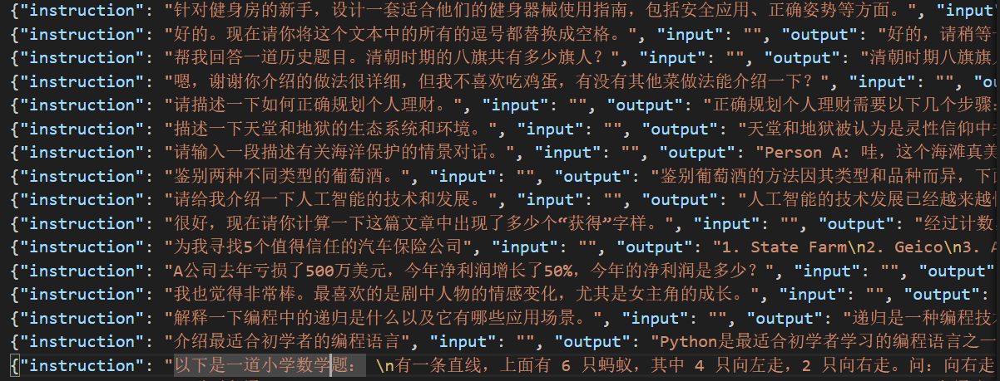 {"instruction": "针对健身房的新手，设计一套适合他们的健身器械使用指南，包括安全应用、正确姿势等方面。", "input
{"instruction": "好的。现在请你将这个文本中的所有的逗号都替换成空格。", "input": "", "output": "好的，请稍等一
{"instruction": "帮我回答一道历史题目。清朝时期的八旗共有多少旗人？", "input": "", "output": "清朝时期八旗旗
{"instruction": "嗯，谢谢你介绍的做法很详细，但我不喜欢吃鸡蛋，有没有其他菜做法能介绍一下？", "input": "", "ou
{"instruction": "请描述一下如何正确规划个人理财。", "input": "", "output": "正确规划个人理财需要以下几个步骤:
{"instruction": "描述一下天堂和地狱的生态系统和环境。", "input": "", "output": "天堂和地狱被认为是灵性信仰中
{"instruction": "请输入一段描述有关海洋保护的情景对话。", "input": "", "output": "Person A: 哇，这个海滩真美
{"instruction": "鉴别两种不同类型的葡萄酒。", "input": "", "output": "鉴别葡萄酒的方法因其类型和品种而异，下
{"instruction": "请给我介绍一下人工智能的技术和发展。", "input": "", "output": "人工智能的技术发展已经越来越
{"instruction": "很好，现在请你计算一下这篇文章中出现了多少个“获得”字样。", "input": "", "output": "经过计数
{"instruction": "为我寻找5个值得信任的汽车保险公司", "input": "", "output": "1. State Farm\n2. Geico\n3. A
{"instruction": "A公司去年亏损了500万美元，今年净利润增长了50%，今年的净利润是多少？", "input": "", "output"
{"instruction": "我也觉得非常棒。最喜欢的是剧中人物的情感变化，尤其是女主角的成长。", "input": "", "output":
{"instruction": "解释一下编程中的递归是什么以及它有哪些应用场景。", "input": "", "output": "递归是一种编程技
{"instruction": "介绍最适合初学者的编程语言", "input": "", "output": "Python是最适合初学者学习的编程语言之一
{"instruction": "以下是一道小学数学题： \n有一条直线，上面有 6 只蚂蚁，其中 4 只向左走，2 只向右走。问：向右走